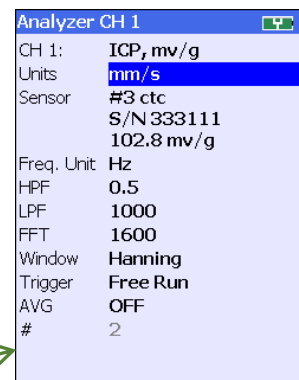 Analyzer CH 1
CH 1: ICP, mv/g
Units mm/s
Sensor #3 ctc
S/N 333111
102.8 mv/g
Freq. Unit Hz
HPF 0.5
LPF 1000
FFT 1600
Window Hanning
Trigger Free Run
AVG OFF
# 2